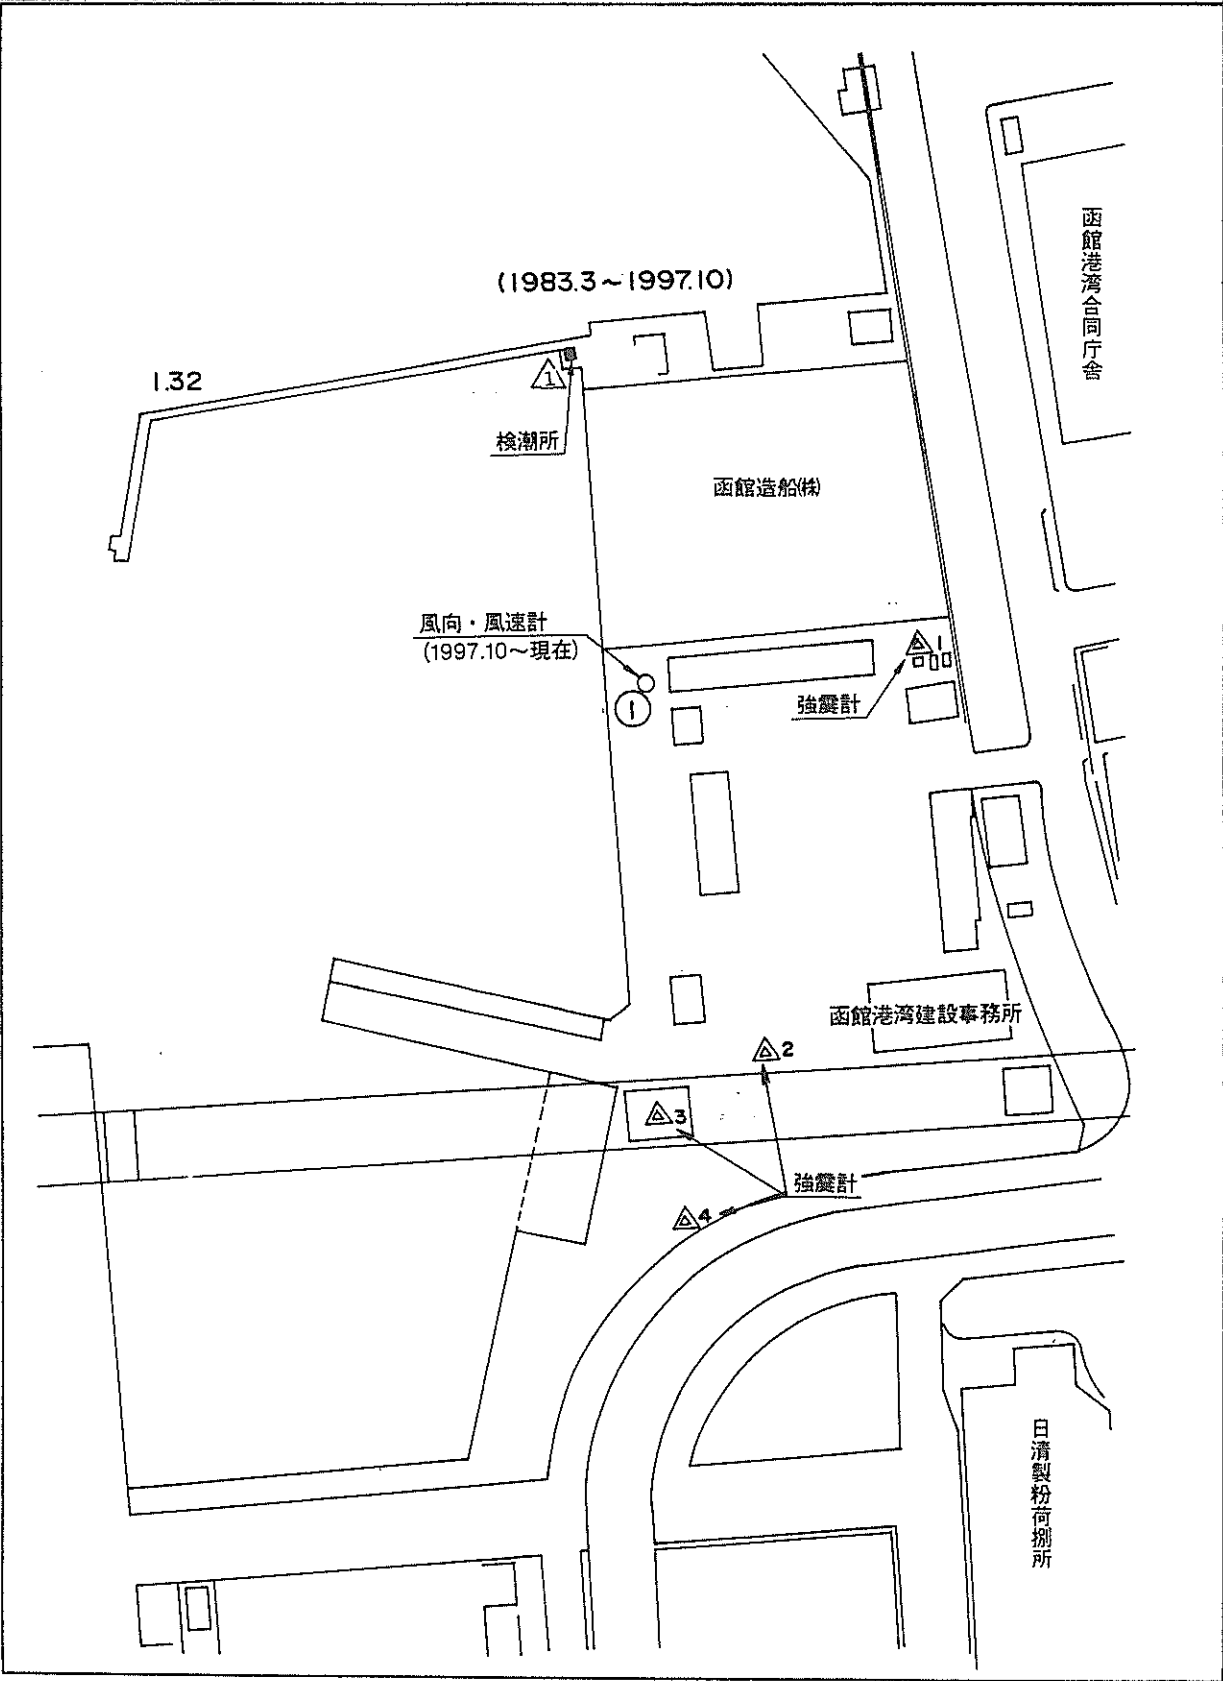 (1983.3～1997.10)
1.32
1
検潮所
函館港湾合同庁舎
函館造船㈱
風向・風速計
(1997.10～現在)
1
1
強震計
函館港湾建設事務所
2
3
強震計
4
日清製粉荷捌所